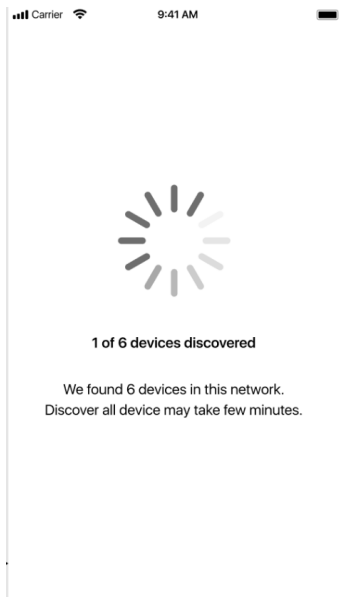 Carrier 9:41 AM
1 of 6 devices discovered
We found 6 devices in this network.
Discover all device may take few minutes.